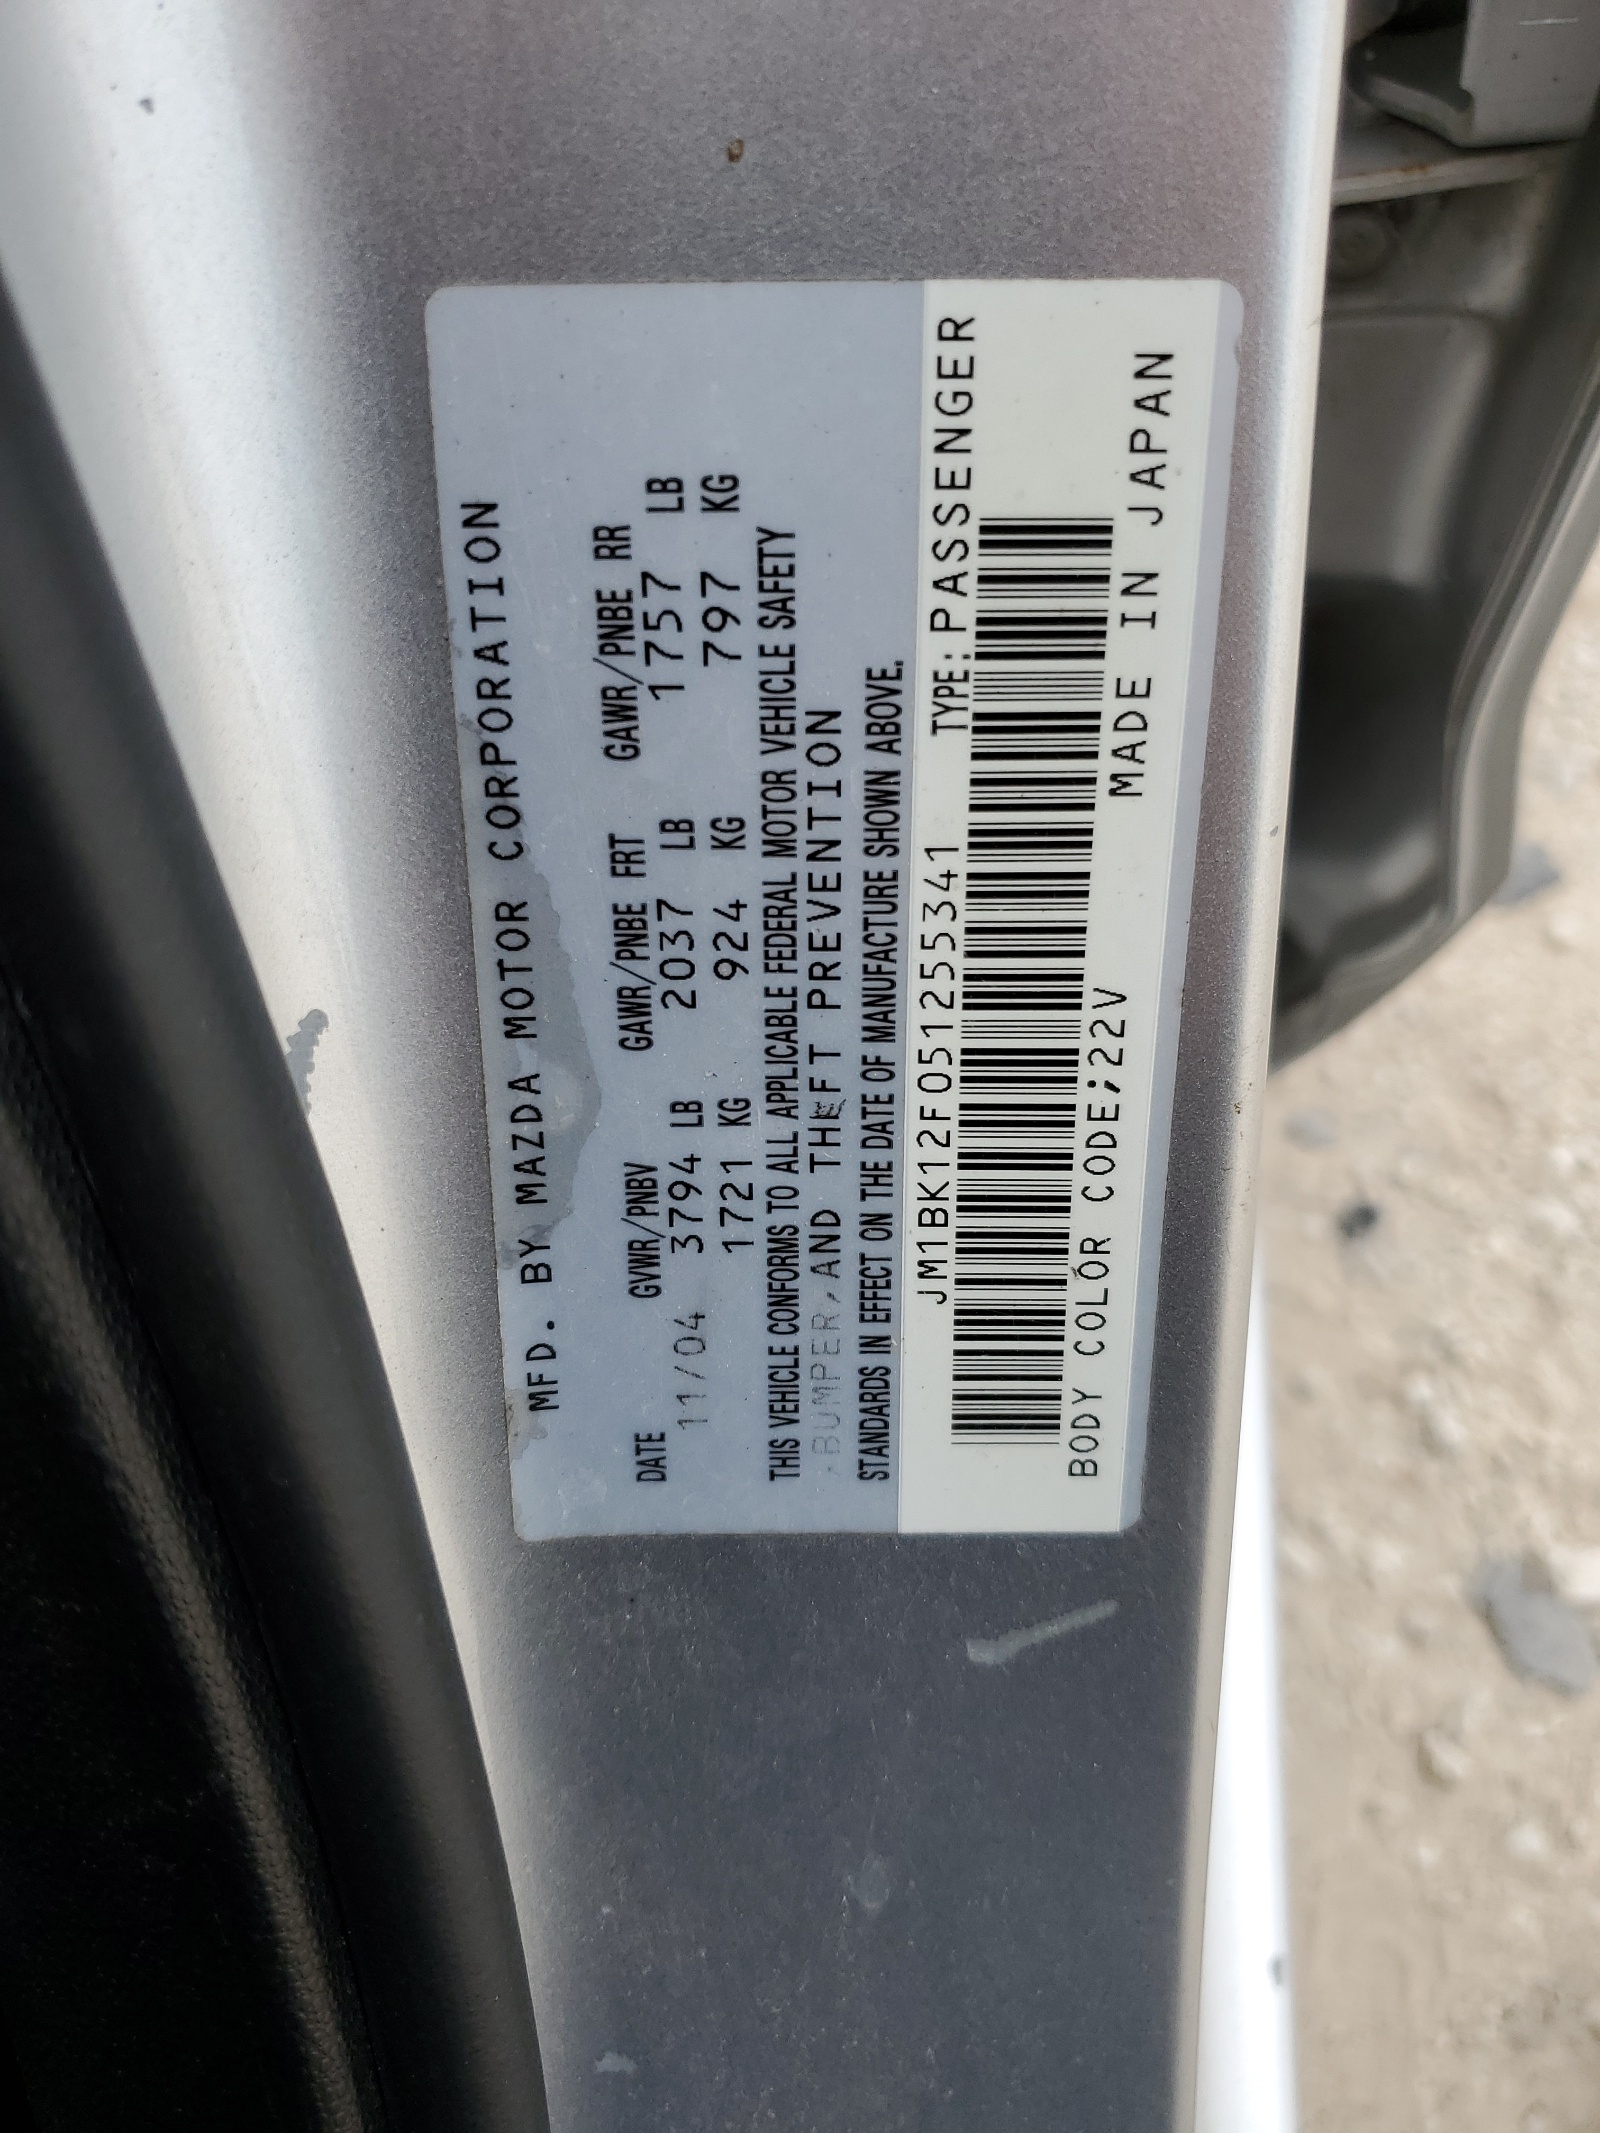 MFD. BY MAZDA MOTOR CORPORATION
DATE GVWR/PNBV GAWR/PNBE FRT GAWR/PNBE RR
11/04 3794 LB 2037 LB 1757 LB
1721 KG 924 KG 797 KG
THIS VEHICLE CONFORMS TO ALL APPLICABLE FEDERAL MOTOR VEHICLE SAFETY
,BUMPER,AND THEFT PREVENTION
STANDARDS IN EFFECT ON THE DATE OF MANUFACTURE SHOWN ABOVE.
JM1BK12F051255341 TYPE: PASSENGER
BODY COLOR CODE;22V MADE IN JAPAN